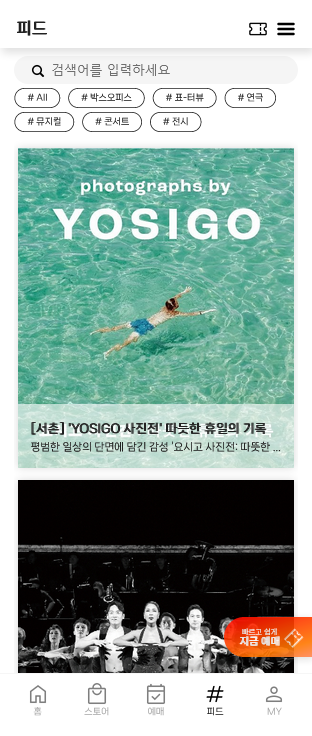 피드
검색어를 입력하세요
# All
# 박스오피스
# 표-터뷰
# 연극
# 뮤지컬
# 콘서트
# 전시
photographs by
YOSIGO
[서촌] 'YOSIGO 사진전' 따듯한 휴일의 기록
평범한 일상의 단면에 담긴 감성 '요시고 사진전: 따뜻한 ...
빠르고 쉽게
지금 예매
홈
스토어
예매
#
피드
MY